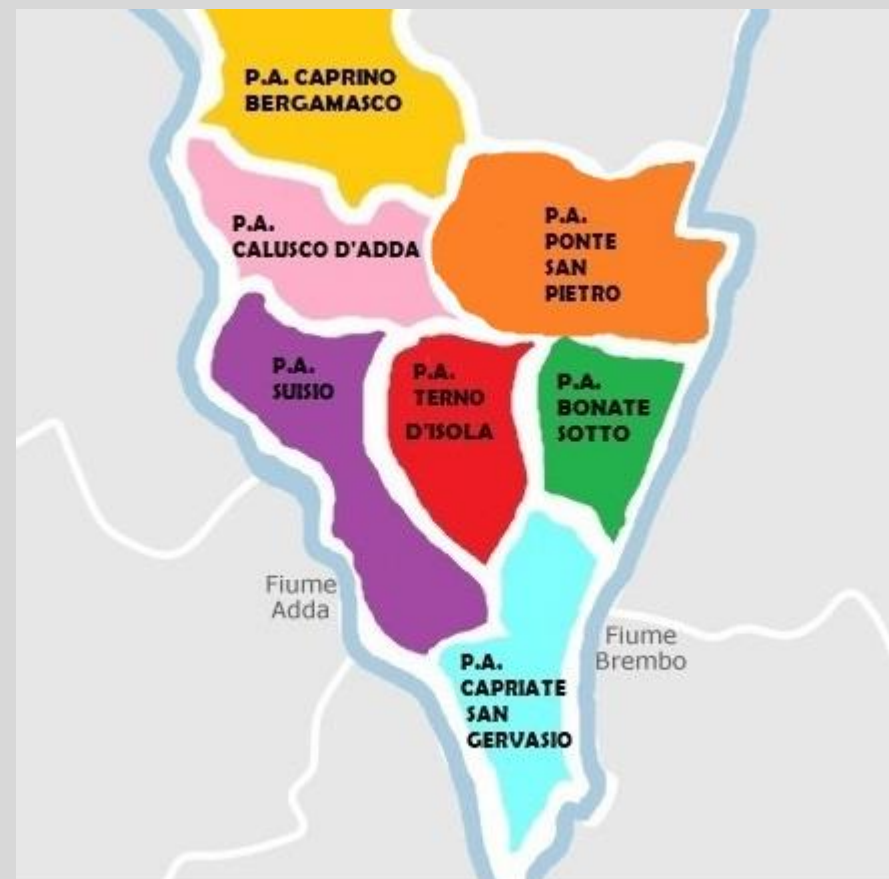 P.A. CAPRINO
BERGAMASCO
P.A.
CALUSCO D'ADDA
P.A.
PONTE
SAN
PIETRO
P.A.
SUISIO
P.A.
TERNO
D'ISOLA
P.A.
BONATE
SOTTO
Fiume
Adda
Fiume
Brembo
P.A.
CAPRIATE
SAN
GERVASIO